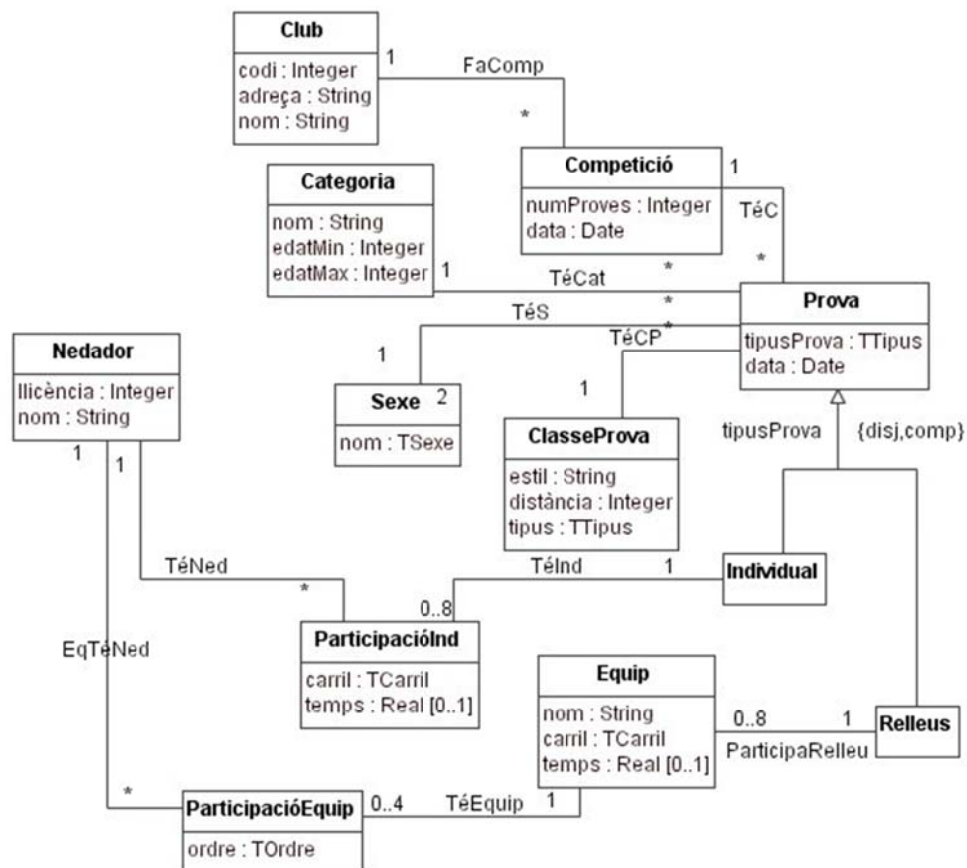 Club
codi : Integer
adreça : String
nom : String
1
FaComp
*
Competició
numProves : Integer
data : Date
1
TéC
*
Categoria
nom : String
edatMin : Integer
edatMax : Integer
1
TéCat
*
Prova
tipusProva : TTipus
data : Date
TéS
*
1
TéCP
*
1
Nedador
llicència : Integer
nom : String
1
1
Sexe
2
nom : TSexe
ClasseProva
estil : String
distància : Integer
tipus : TTipus
tipusProva
{disj,comp}
TéNed
*
TéInd
1
0..8
Individual
ParticipacióInd
carril : TCarril
temps : Real [0..1]
EqTéNed
*
Equip
nom : String
carril : TCarril
temps : Real [0..1]
0..8
1
ParticipaRelleu
Relleus
ParticipacióEquip
ordre : TOrdre
0..4
TéEquip
1